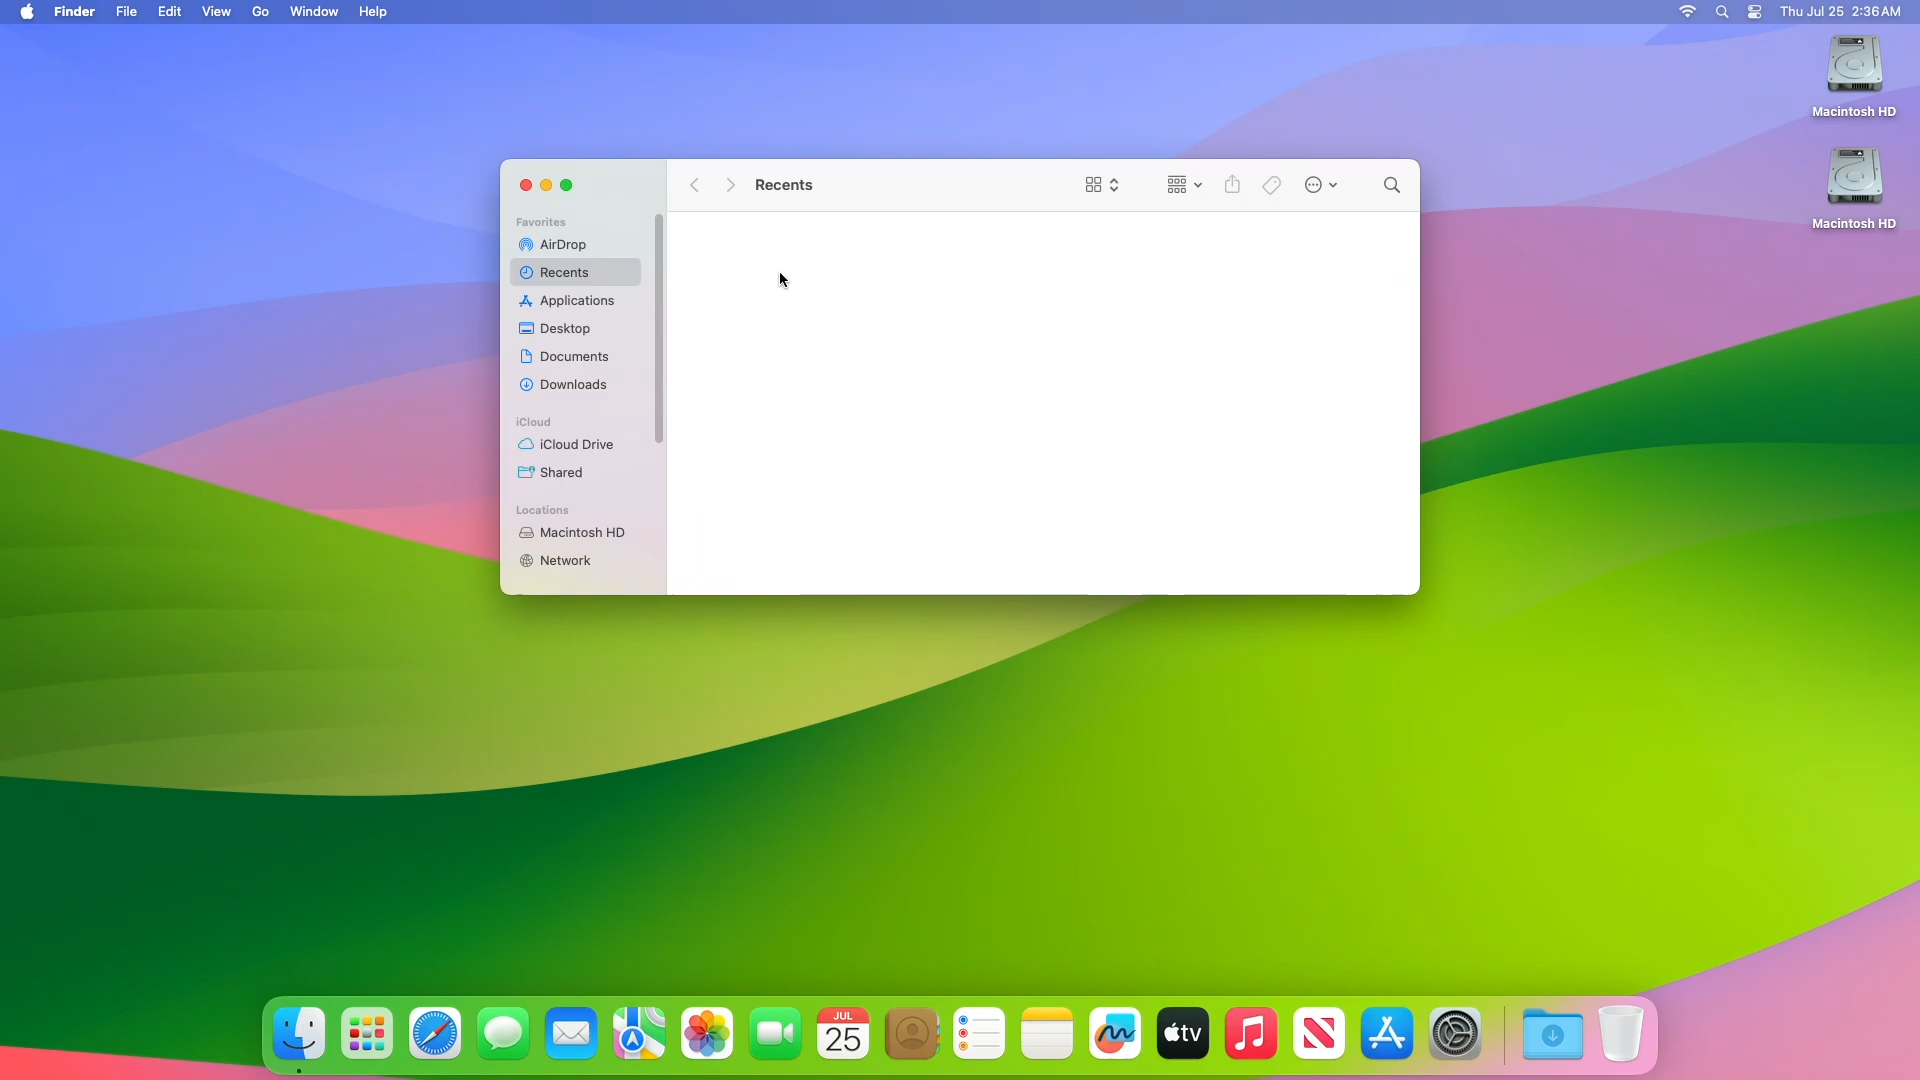 Finder File Edit View Go Window Help Thu Jul 25 2:36 AM
Macintosh HD
Macintosh HD
Recents
Favorites
AirDrop
Recents
Applications
Desktop
Documents
Downloads
iCloud
iCloud Drive
Shared
Locations
Macintosh HD
Network
JUL
25
tv